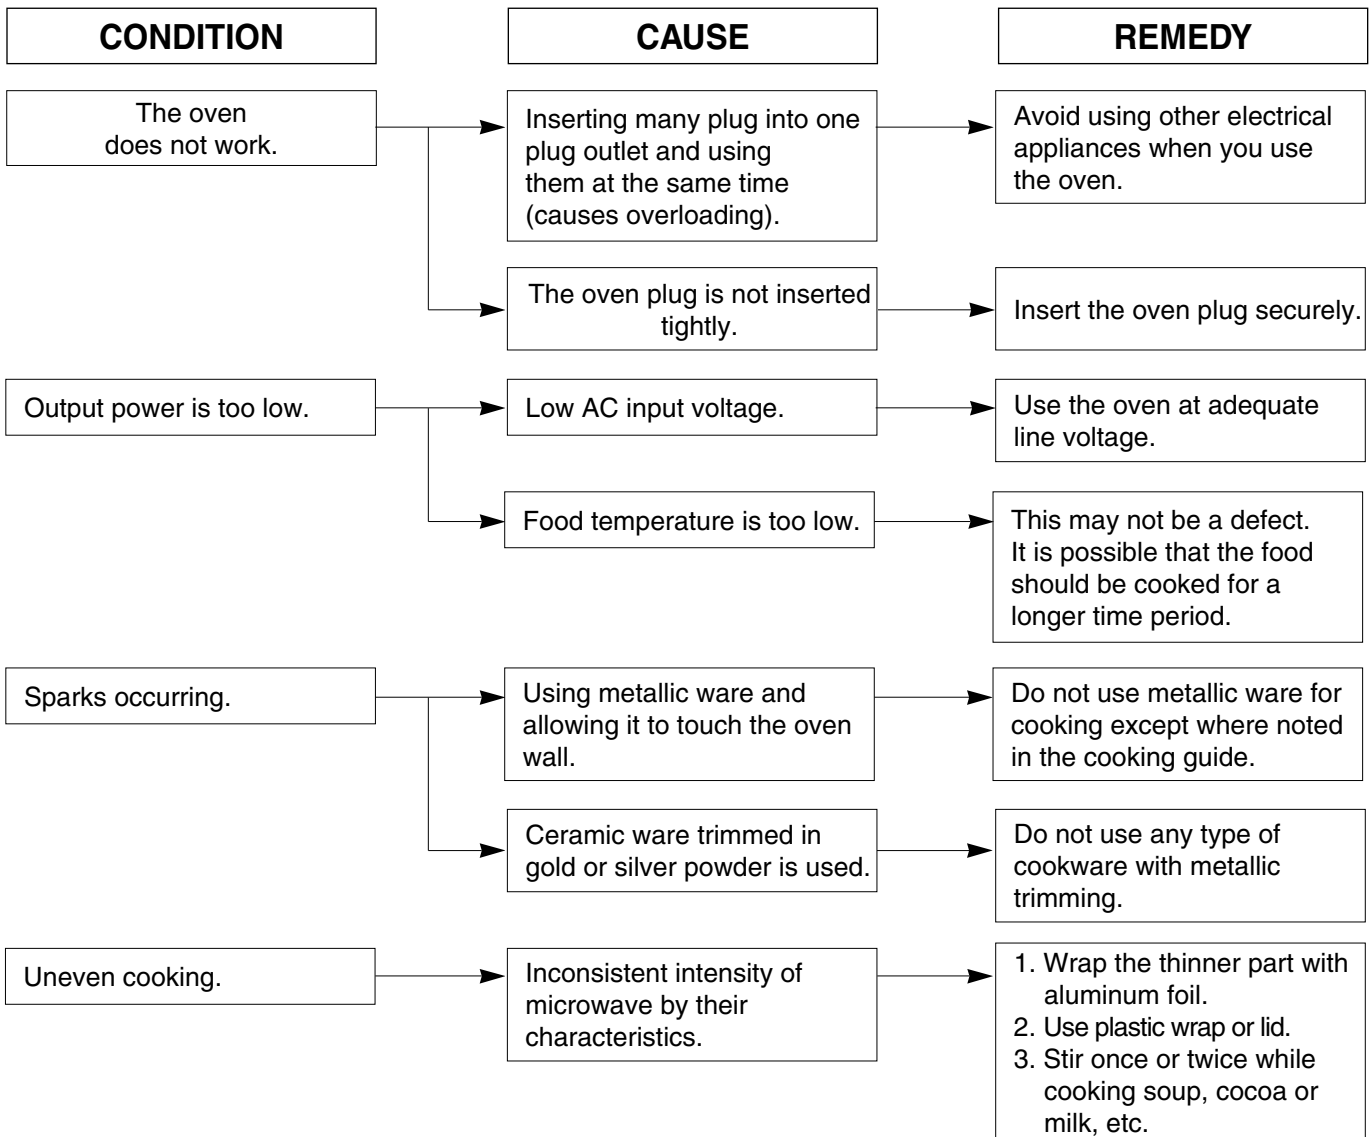 CONDITION
CAUSE
REMEDY
The oven
does not work.
Inserting many plug into one
plug outlet and using
them at the same time
(causes overloading).
Avoid using other electrical
appliances when you use
the oven.
The oven plug is not inserted
tightly.
Insert the oven plug securely.
Output power is too low.
Low AC input voltage.
Use the oven at adequate
line voltage.
Food temperature is too low.
This may not be a defect.
It is possible that the food
should be cooked for a
longer time period.
Sparks occurring.
Using metallic ware and
allowing it to touch the oven
wall.
Do not use metallic ware for
cooking except where noted
in the cooking guide.
Ceramic ware trimmed in
gold or silver powder is used.
Do not use any type of
cookware with metallic
trimming.
Uneven cooking.
Inconsistent intensity of
microwave by their
characteristics.
1. Wrap the thinner part with
aluminum foil.
2. Use plastic wrap or lid.
3. Stir once or twice while
cooking soup, cocoa or
milk, etc.